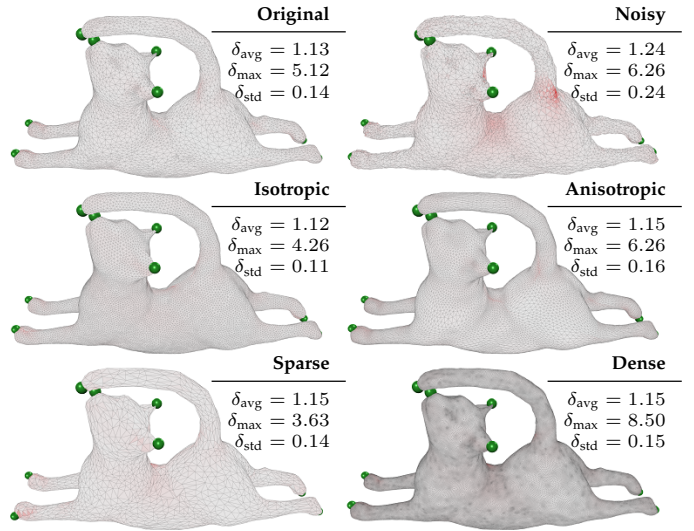 Original
δavg = 1.13
δmax = 5.12
δstd = 0.14
Noisy
δavg = 1.24
δmax = 6.26
δstd = 0.24
Isotropic
δavg = 1.12
δmax = 4.26
δstd = 0.11
Anisotropic
δavg = 1.15
δmax = 6.26
δstd = 0.16
Sparse
δavg = 1.15
δmax = 3.63
δstd = 0.14
Dense
δavg = 1.15
δmax = 8.50
δstd = 0.15